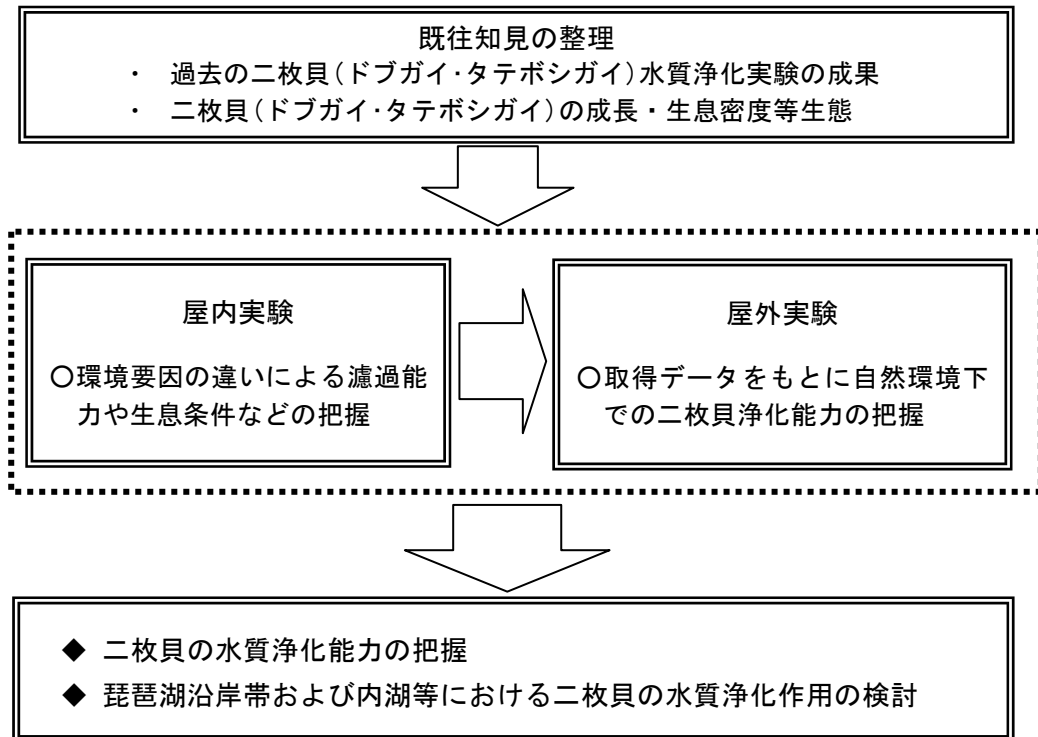 既往知見の整理
・ 過去の二枚貝(ドブガイ・タテボシガイ)水質浄化実験の成果
・ 二枚貝(ドブガイ・タテボシガイ)の成長・生息密度等生態
屋内実験
○環境要因の違いによる濾過能
力や生息条件などの把握
屋外実験
○取得データをもとに自然環境下
での二枚貝浄化能力の把握
◆ 二枚貝の水質浄化能力の把握
◆ 琵琶湖沿岸帯および内湖等における二枚貝の水質浄化作用の検討